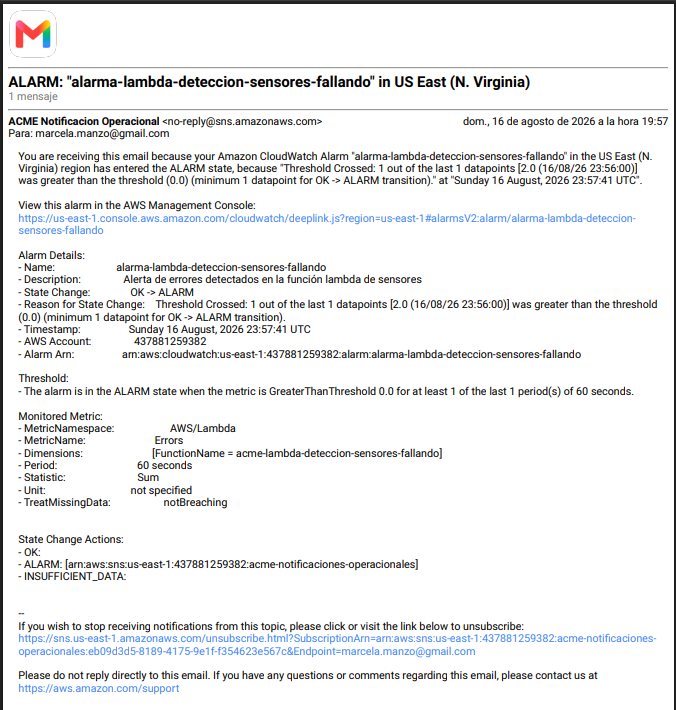 ALARM: "alarma-lambda-deteccion-sensores-fallando" in US East (N. Virginia)
1 mensaje
ACME Notificacion Operacional <no-reply@sns.amazonaws.com> dom., 16 de agosto de 2026 a la hora 19:57
Para: marcela.manzo@gmail.com
You are receiving this email because your Amazon CloudWatch Alarm "alarma-lambda-deteccion-sensores-fallando" in the US East (N.
Virginia) region has entered the ALARM state, because "Threshold Crossed: 1 out of the last 1 datapoints [2.0 (16/08/26 23:56:00)]
was greater than the threshold (0.0) (minimum 1 datapoint for OK -> ALARM transition)." at "Sunday 16 August, 2026 23:57:41 UTC".
View this alarm in the AWS Management Console:
https://us-east-1.console.aws.amazon.com/cloudwatch/deeplink.js?region=us-east-1#alarmsV2:alarm/alarma-lambda-deteccion-
sensores-fallando
Alarm Details:
- Name: alarma-lambda-deteccion-sensores-fallando
- Description: Alerta de errores detectados en la función lambda de sensores
- State Change: OK -> ALARM
- Reason for State Change: Threshold Crossed: 1 out of the last 1 datapoints [2.0 (16/08/26 23:56:00)] was greater than the threshold
(0.0) (minimum 1 datapoint for OK -> ALARM transition).
- Timestamp: Sunday 16 August, 2026 23:57:41 UTC
- AWS Account: 437881259382
- Alarm Arn: arn:aws:cloudwatch:us-east-1:437881259382:alarm:alarma-lambda-deteccion-sensores-fallando
Threshold:
- The alarm is in the ALARM state when the metric is GreaterThanThreshold 0.0 for at least 1 of the last 1 period(s) of 60 seconds.
Monitored Metric:
- MetricNamespace: AWS/Lambda
- MetricName: Errors
- Dimensions: [FunctionName = acme-lambda-deteccion-sensores-fallando]
- Period: 60 seconds
- Statistic: Sum
- Unit: not specified
- TreatMissingData: notBreaching
State Change Actions:
- OK:
- ALARM: [arn:aws:sns:us-east-1:437881259382:acme-notificaciones-operacionales]
- INSUFFICIENT_DATA:
--
If you wish to stop receiving notifications from this topic, please click or visit the link below to unsubscribe:
https://sns.us-east-1.amazonaws.com/unsubscribe.html?SubscriptionArn=arn:aws:sns:us-east-1:437881259382:acme-notificaciones-
operacionales:eb09d3d5-8189-4175-9e1f-f354623e567c&Endpoint=marcela.manzo@gmail.com
Please do not reply directly to this email. If you have any questions or comments regarding this email, please contact us at
https://aws.amazon.com/support